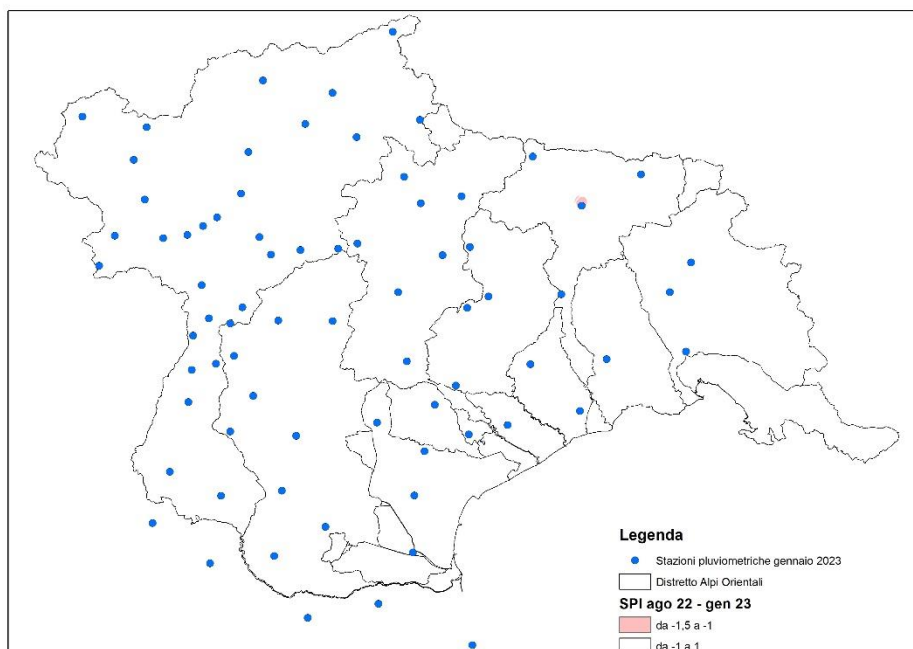 Legenda
Stazioni pluviometriche gennaio 2023
Distretto Alpi Orientali
SPI ago 22 - gen 23
da -1,5 a -1
da -1 a 1